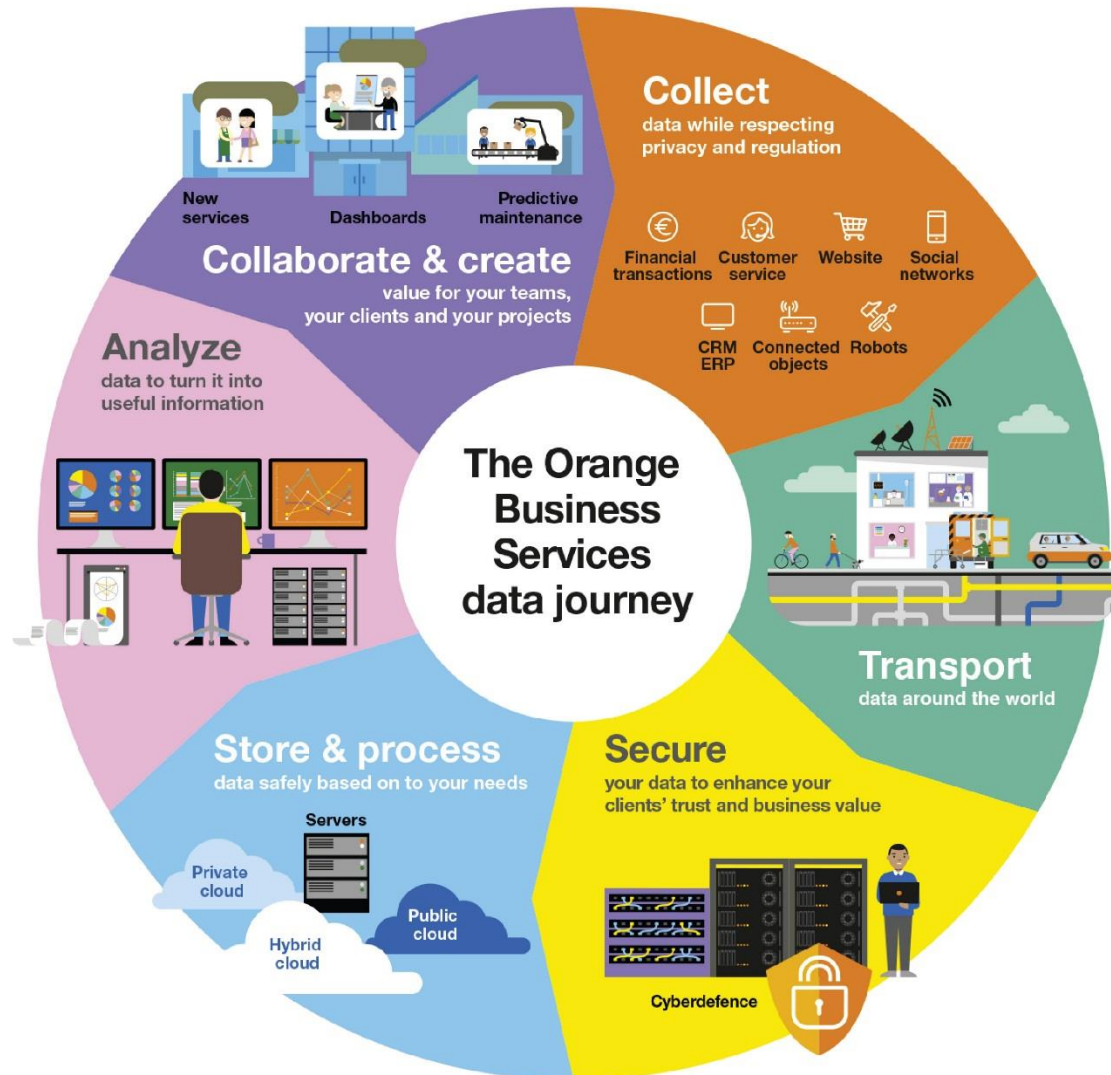 The Orange
Business
Services
data journey
Collect
data while respecting
privacy and regulation
Financial
transactions
Customer
service
Website
Social
networks
CRM
ERP
Connected
objects
Robots
Transport
data around the world
Secure
your data to enhance your
clients’ trust and business value
Cyberdefence
Store & process
data safely based on to your needs
Servers
Private
cloud
Hybrid
cloud
Public
cloud
Analyze
data to turn it into
useful information
New
services
Dashboards
Predictive
maintenance
Collaborate & create
value for your teams,
your clients and your projects